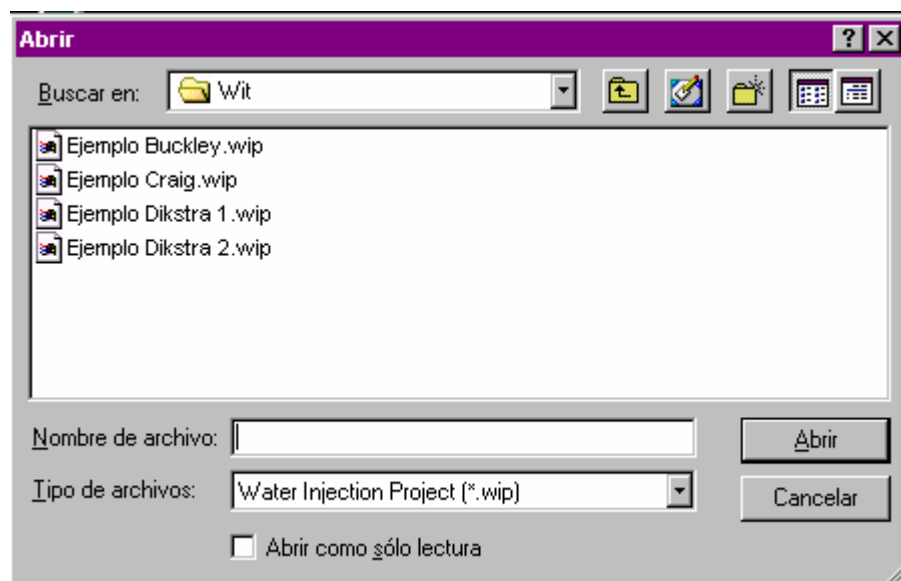 Abrir
Buscar en: Wit
Ejemplo Buckley.wip
Ejemplo Craig.wip
Ejemplo Dikstra 1.wip
Ejemplo Dikstra 2.wip
Nombre de archivo: Abrir
Tipo de archivos: Water Injection Project (*.wip) Cancelar
Abrir como sólo lectura